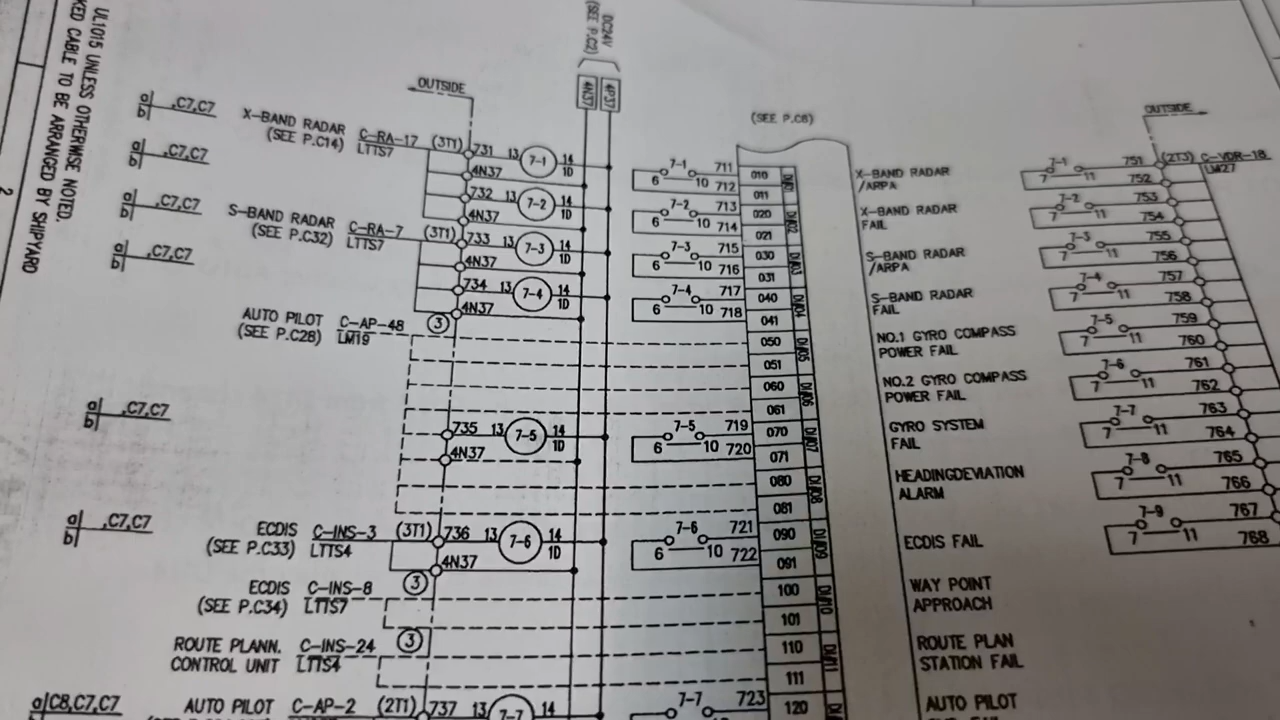 UL1015 UNLESS OTHERWISE NOTED.
KED CABLE TO BE ARRANGED BY SHIPYARD
2
DC24V
(SEE P.C2)
4N37 4P37
OUTSIDE
(SEE P.C6)
OUTSIDE
a/b ,C7,C7
X-BAND RADAR C-RA-17 (3T1)
(SEE P.C14) LTTS7
731 13 7-1 14
4N37 1D
a/b ,C7,C7
732 13 7-2 14
4N37 1D
a/b ,C7,C7
S-BAND RADAR C-RA-7 (3T1)
(SEE P.C32) LTTS7
733 13 7-3 14
4N37 1D
a/b ,C7,C7
734 13 7-4 14
4N37 1D
AUTO PILOT C-AP-48 3
(SEE P.C28) LM19
a/b ,C7,C7
735 13 7-5 14
4N37 1D
a/b ,C7,C7
ECDIS C-INS-3 (3T1)
(SEE P.C33) LTTS4
736 13 7-6 14
4N37 1D
ECDIS C-INS-8 3
(SEE P.C34) LTTS7
ROUTE PLANN. C-INS-24 3
CONTROL UNIT LTTS4
a/ C8,C7,C7
AUTO PILOT C-AP-2 (2T1)
737 13 7-7 14
7-1 711
6 10 712
7-2 713
6 10 714
7-3 715
6 10 716
7-4 717
6 10 718
7-5 719
6 10 720
7-6 721
6 10 722
7-7 723
010
011
020
021
030
031
040
041
050
051
060
061
070
071
080
081
090
091
100
101
110
111
120
X-BAND RADAR
/ARPA
X-BAND RADAR
FAIL
S-BAND RADAR
/ARPA
S-BAND RADAR
FAIL
NO.1 GYRO COMPASS
POWER FAIL
NO.2 GYRO COMPASS
POWER FAIL
GYRO SYSTEM
FAIL
HEADINGDEVIATION
ALARM
ECDIS FAIL
WAY POINT
APPROACH
ROUTE PLAN
STATION FAIL
AUTO PILOT
7-1 751 (2T3) C-VDR-18
7 11 752 LM27
7-2 753
7 11 754
7-3 755
7 11 756
7-4 757
7 11 758
7-5 759
7 11 760
7-6 761
7 11 762
7-7 763
7 11 764
7-8 765
7 11 766
7-9 767
7 11 768